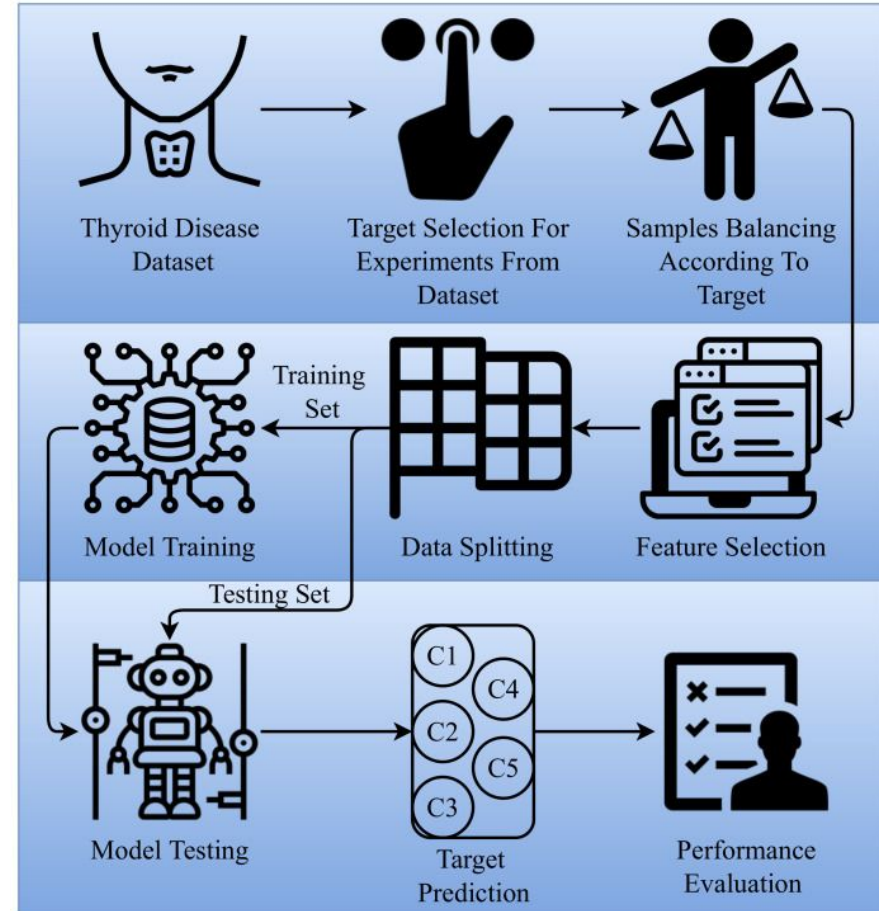 Thyroid Disease
Dataset
Target Selection For
Experiments From
Dataset
Samples Balancing
According To
Target
Training
Set
Model Training
Data Splitting
Feature Selection
Testing Set
C1
C4
C2
C5
C3
Model Testing
Target
Prediction
Performance
Evaluation